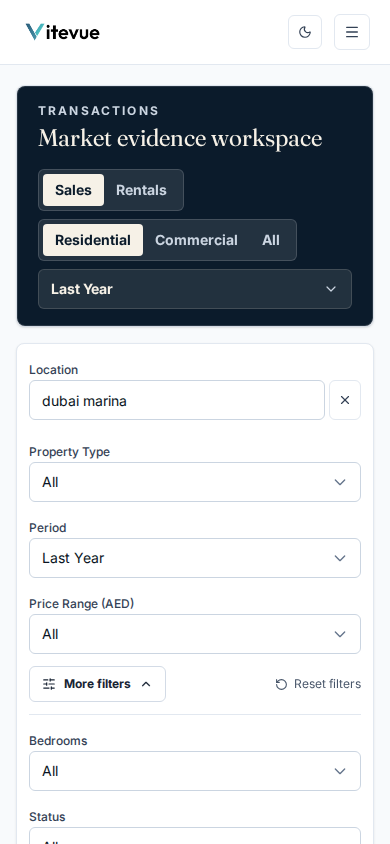 Vitevue
TRANSACTIONS
Market evidence workspace
Sales Rentals
Residential Commercial All
Last Year
Location
dubai marina
Property Type
All
Period
Last Year
Price Range (AED)
All
More filters Reset filters
Bedrooms
All
Status